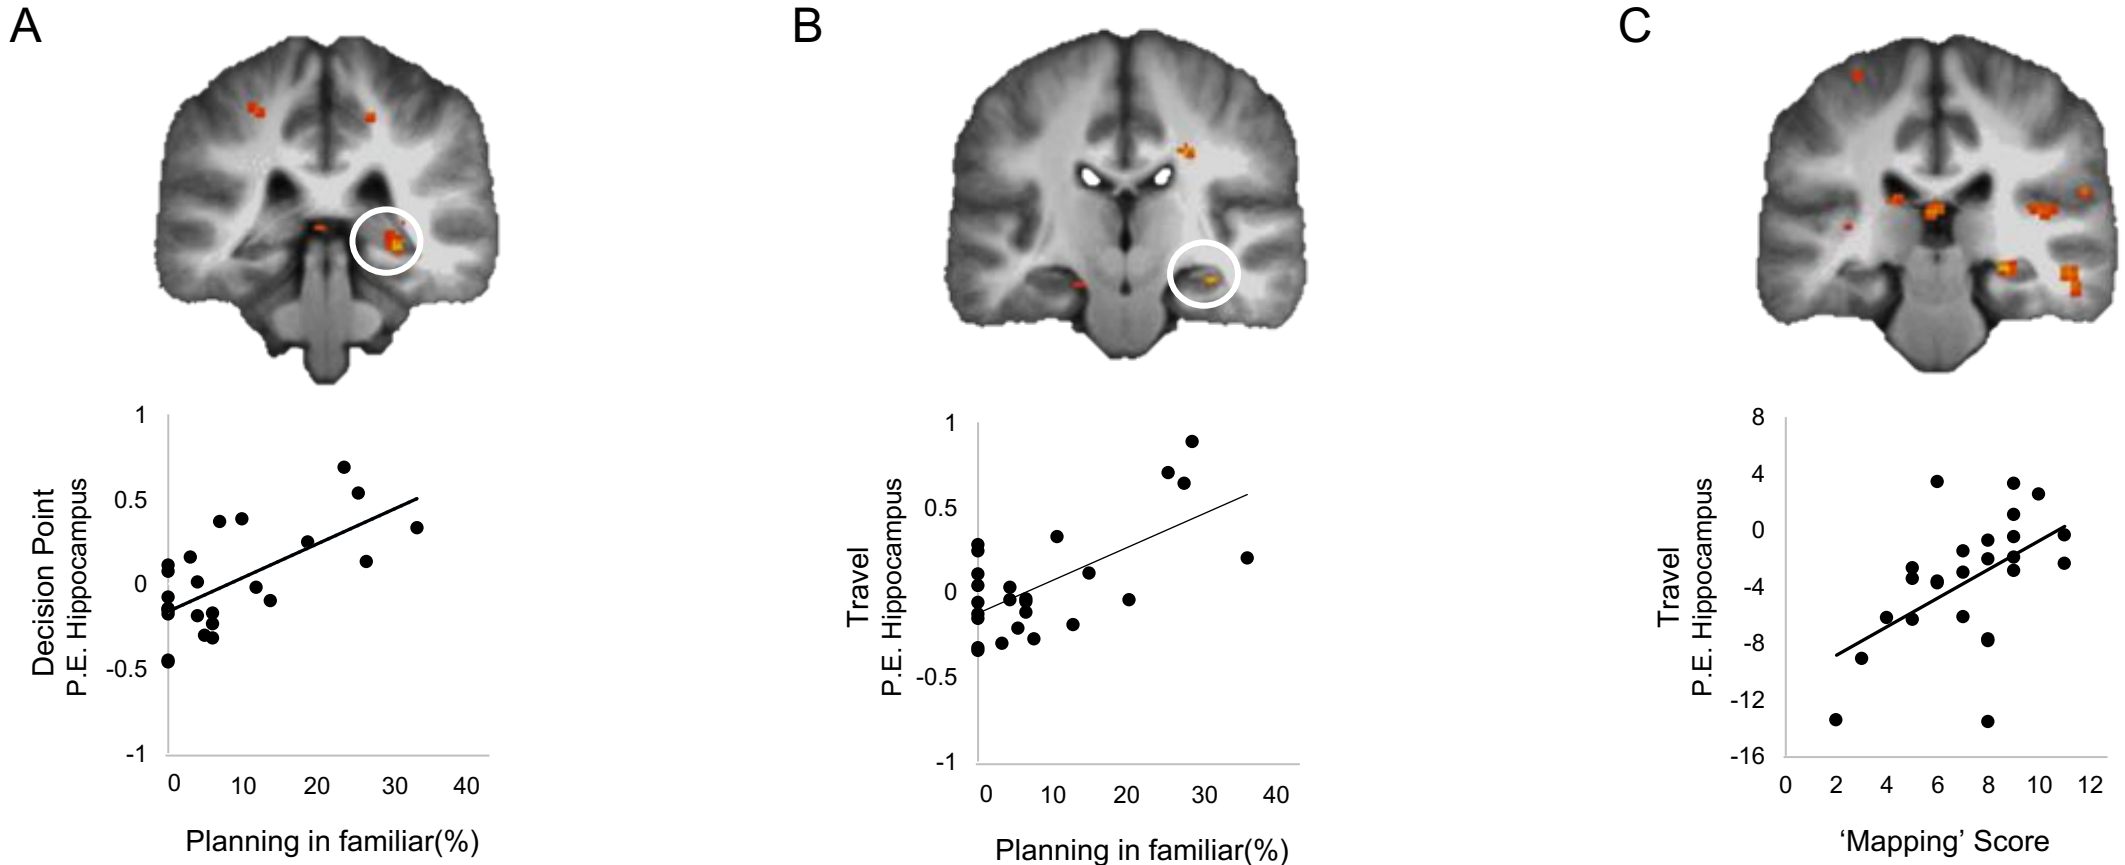 A
B
C
1
0.5
0
-0.5
-1
Decision Point
P.E. Hippocampus
0 10 20 30 40
Planning in familiar(%)
1
0.5
0
-0.5
-1
Travel
P.E. Hippocampus
0 10 20 30 40
Planning in familiar(%)
8
4
0
-4
-8
-12
-16
Travel
P.E. Hippocampus
0 2 4 6 8 10 12
‘Mapping’ Score